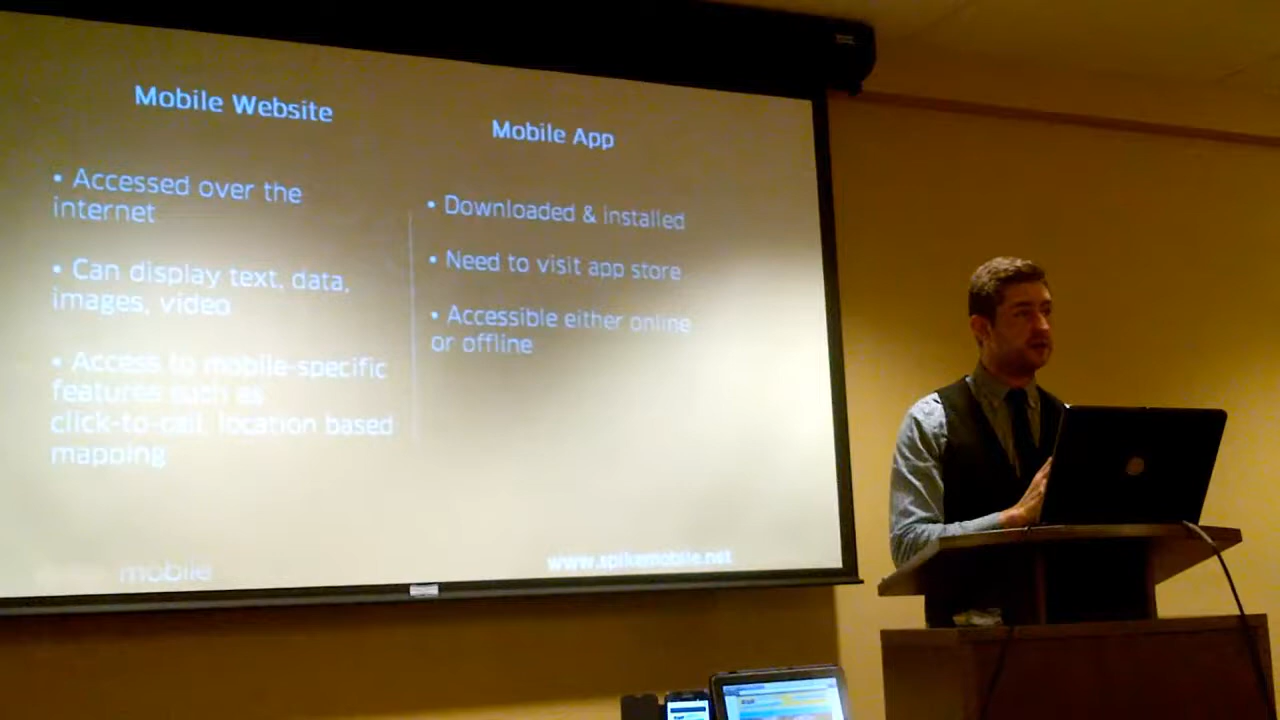 Mobile Website
• Accessed over the
internet
• Can display text, data,
images, video
• Access to mobile-specific
features such as
click-to-call, location based
mapping
Mobile App
• Downloaded & installed
• Need to visit app store
• Accessible either online
or offline
mobile
www.spikemobile.net